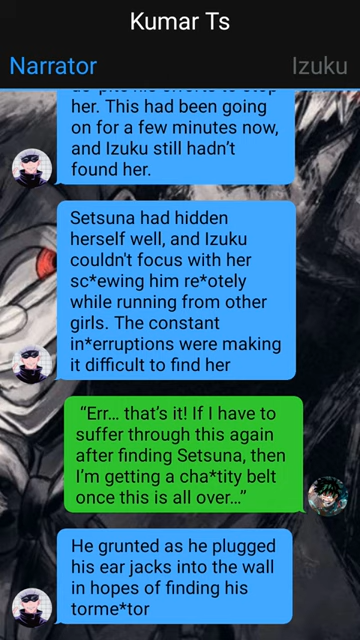 Kumar Ts
Narrator
Izuku
her. This had been going
on for a few minutes now,
and Izuku still hadn’t
found her.
Setsuna had hidden
herself well, and Izuku
couldn't focus with her
sc*ewing him re*otely
while running from other
girls. The constant
in*erruptions were making
it difficult to find her
“Err… that’s it! If I have to
suffer through this again
after finding Setsuna, then
I’m getting a cha*tity belt
once this is all over…”
He grunted as he plugged
his ear jacks into the wall
in hopes of finding his
torme*tor